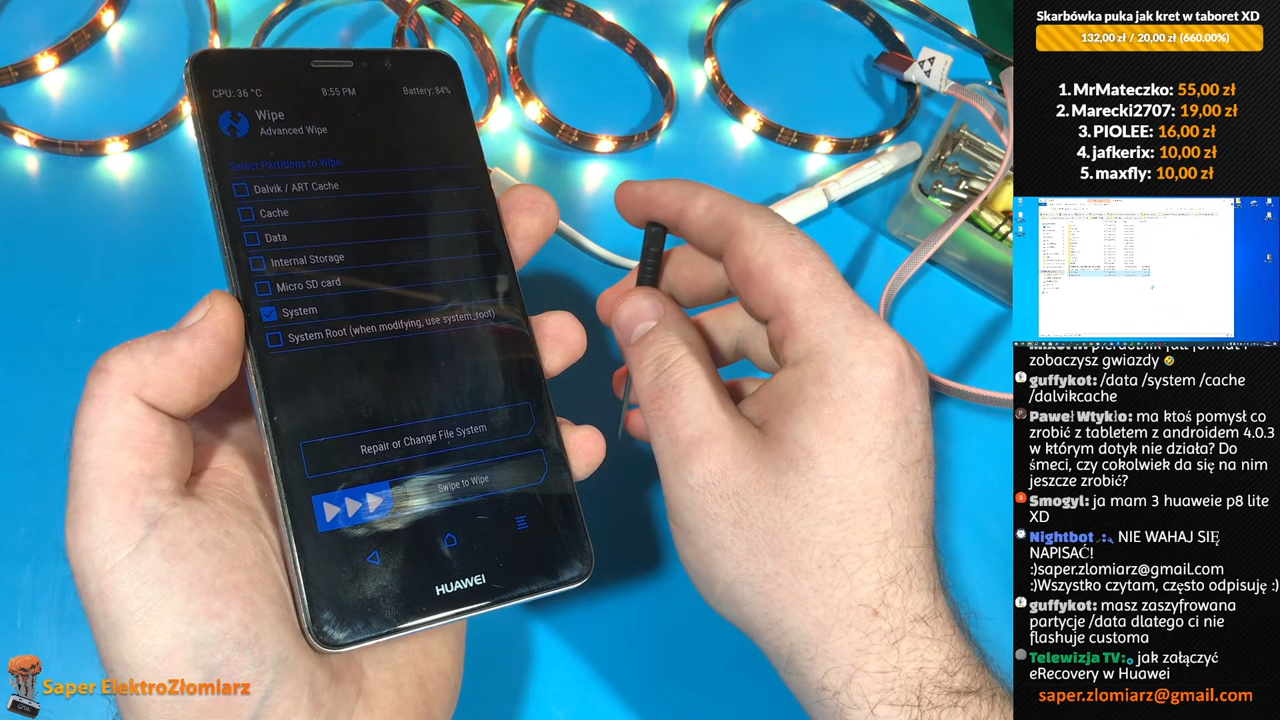 CPU: 36 °C
8:55 PM
Battery: 84%
Wipe
Advanced Wipe
Select Partitions to Wipe:
Dalvik / ART Cache
Cache
Data
Internal Storage
Micro SD card
System
System Root (when modifying, use system_root)
Repair or Change File System
Swipe to Wipe
HUAWEI
Saper ElektroZłomiarz
Skarbówka puka jak kret w taboret XD
132,00 zł / 20,00 zł (660.00%)
1. MrMateczko: 55,00 zł
2. Marecki2707: 19,00 zł
3. PIOLEE: 16,00 zł
4. jafkerix: 10,00 zł
5. maxfly: 10,00 zł
zobaczysz gwiazdy 🤣
guffykot: /data /system /cache
/dalvikcache
Paweł Wtykło: ma ktoś pomysł co
zrobić z tabletem z androidem 4.0.3
w którym dotyk nie działa? Do
śmeci, czy cokolwiek da się na nim
jeszcze zrobić?
Smogyl: ja mam 3 huaweie p8 lite
XD
Nightbot: NIE WAHAJ SIĘ
NAPISAĆ!
:)saper.zlomiarz@gmail.com
:)Wszystko czytam, często odpisuję :)
guffykot: masz zaszyfrowana
partycje /data dlatego ci nie
flashuje customa
Telewizja TV: jak załączyć
eRecovery w Huawei
saper.zlomiarz@gmail.com